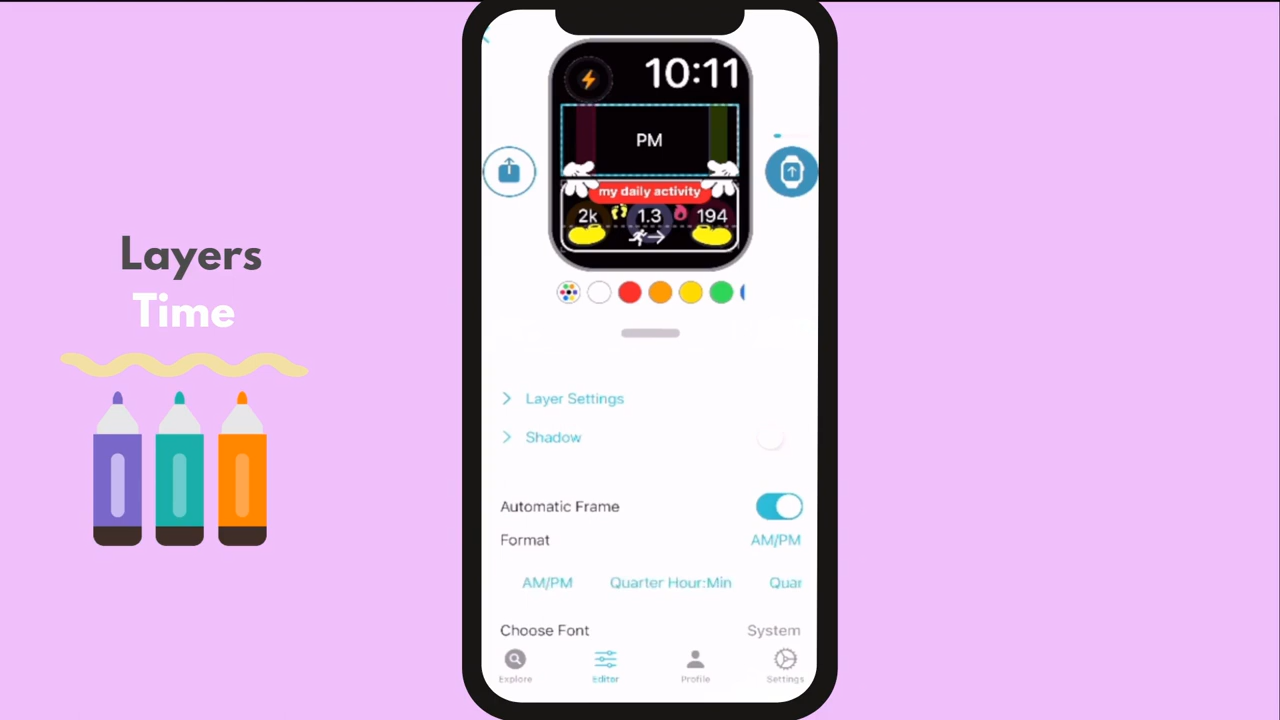 Layers
Time
10:11
PM
my daily activity
2k 1.3 194
Layer Settings
Shadow
Automatic Frame
Format AM/PM
AM/PM Quarter Hour:Min Quar
Choose Font System
Explore Editor Profile Settings